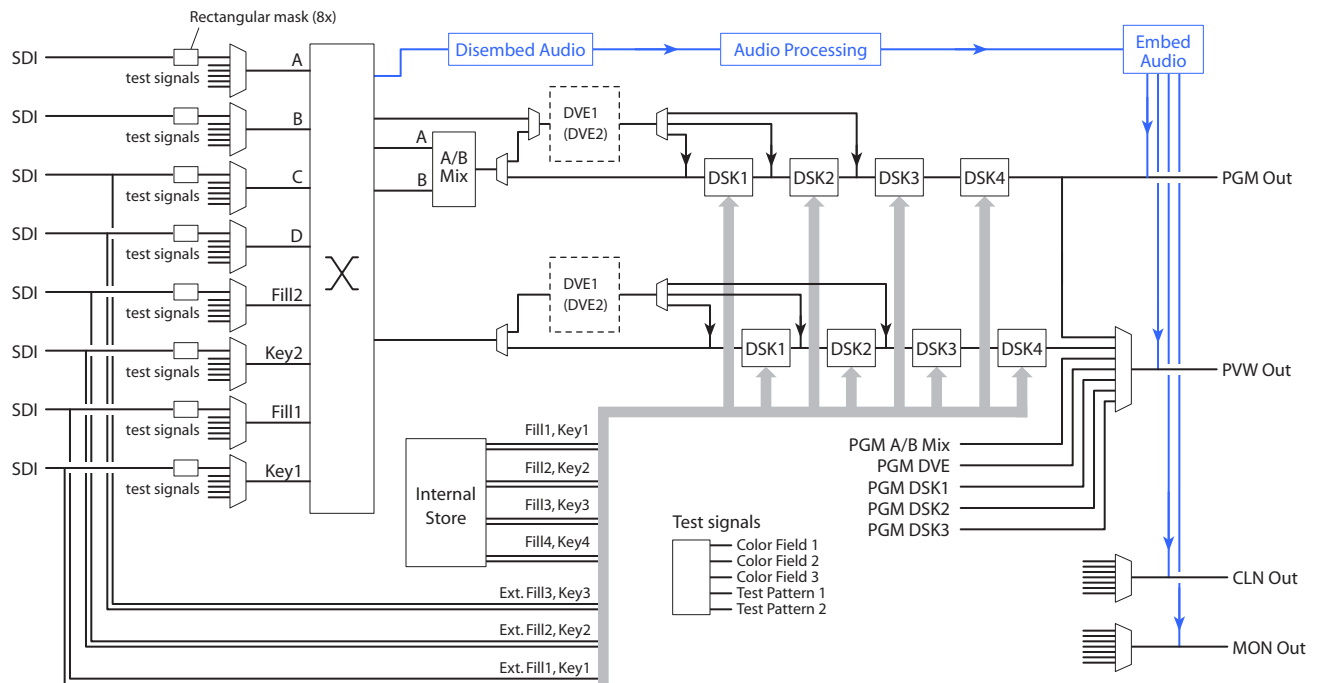 Rectangular mask (8x)
SDI
test signals
A
SDI
test signals
B
SDI
test signals
C
SDI
test signals
D
SDI
test signals
Fill2
SDI
test signals
Key2
SDI
test signals
Fill1
SDI
test signals
Key1
Disembed Audio
Audio Processing
Embed
Audio
A
B
A/B
Mix
DVE1
(DVE2)
DSK1
DSK2
DSK3
DSK4
PGM Out
DVE1
(DVE2)
DSK1
DSK2
DSK3
DSK4
PVW Out
PGM A/B Mix
PGM DVE
PGM DSK1
PGM DSK2
PGM DSK3
Internal
Store
Fill1, Key1
Fill2, Key2
Fill3, Key3
Fill4, Key4
Ext. Fill3, Key3
Ext. Fill2, Key2
Ext. Fill1, Key1
Test signals
Color Field 1
Color Field 2
Color Field 3
Test Pattern 1
Test Pattern 2
CLN Out
MON Out